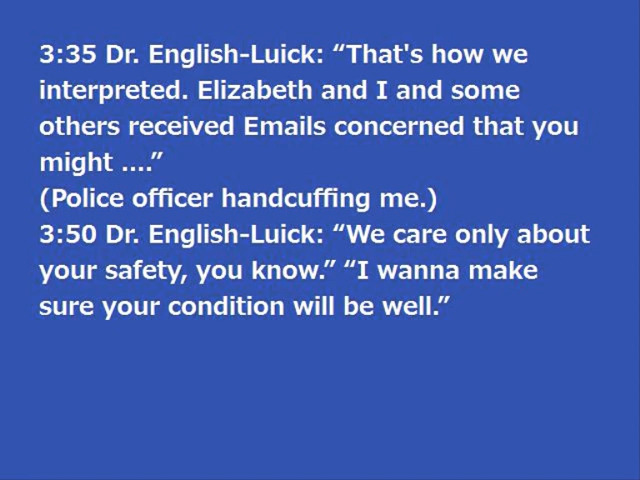 3:35 Dr. English-Luick: “That's how we
interpreted. Elizabeth and I and some
others received Emails concerned that you
might ....”
(Police officer handcuffing me.)
3:50 Dr. English-Luick: “We care only about
your safety, you know.” “I wanna make
sure your condition will be well.”